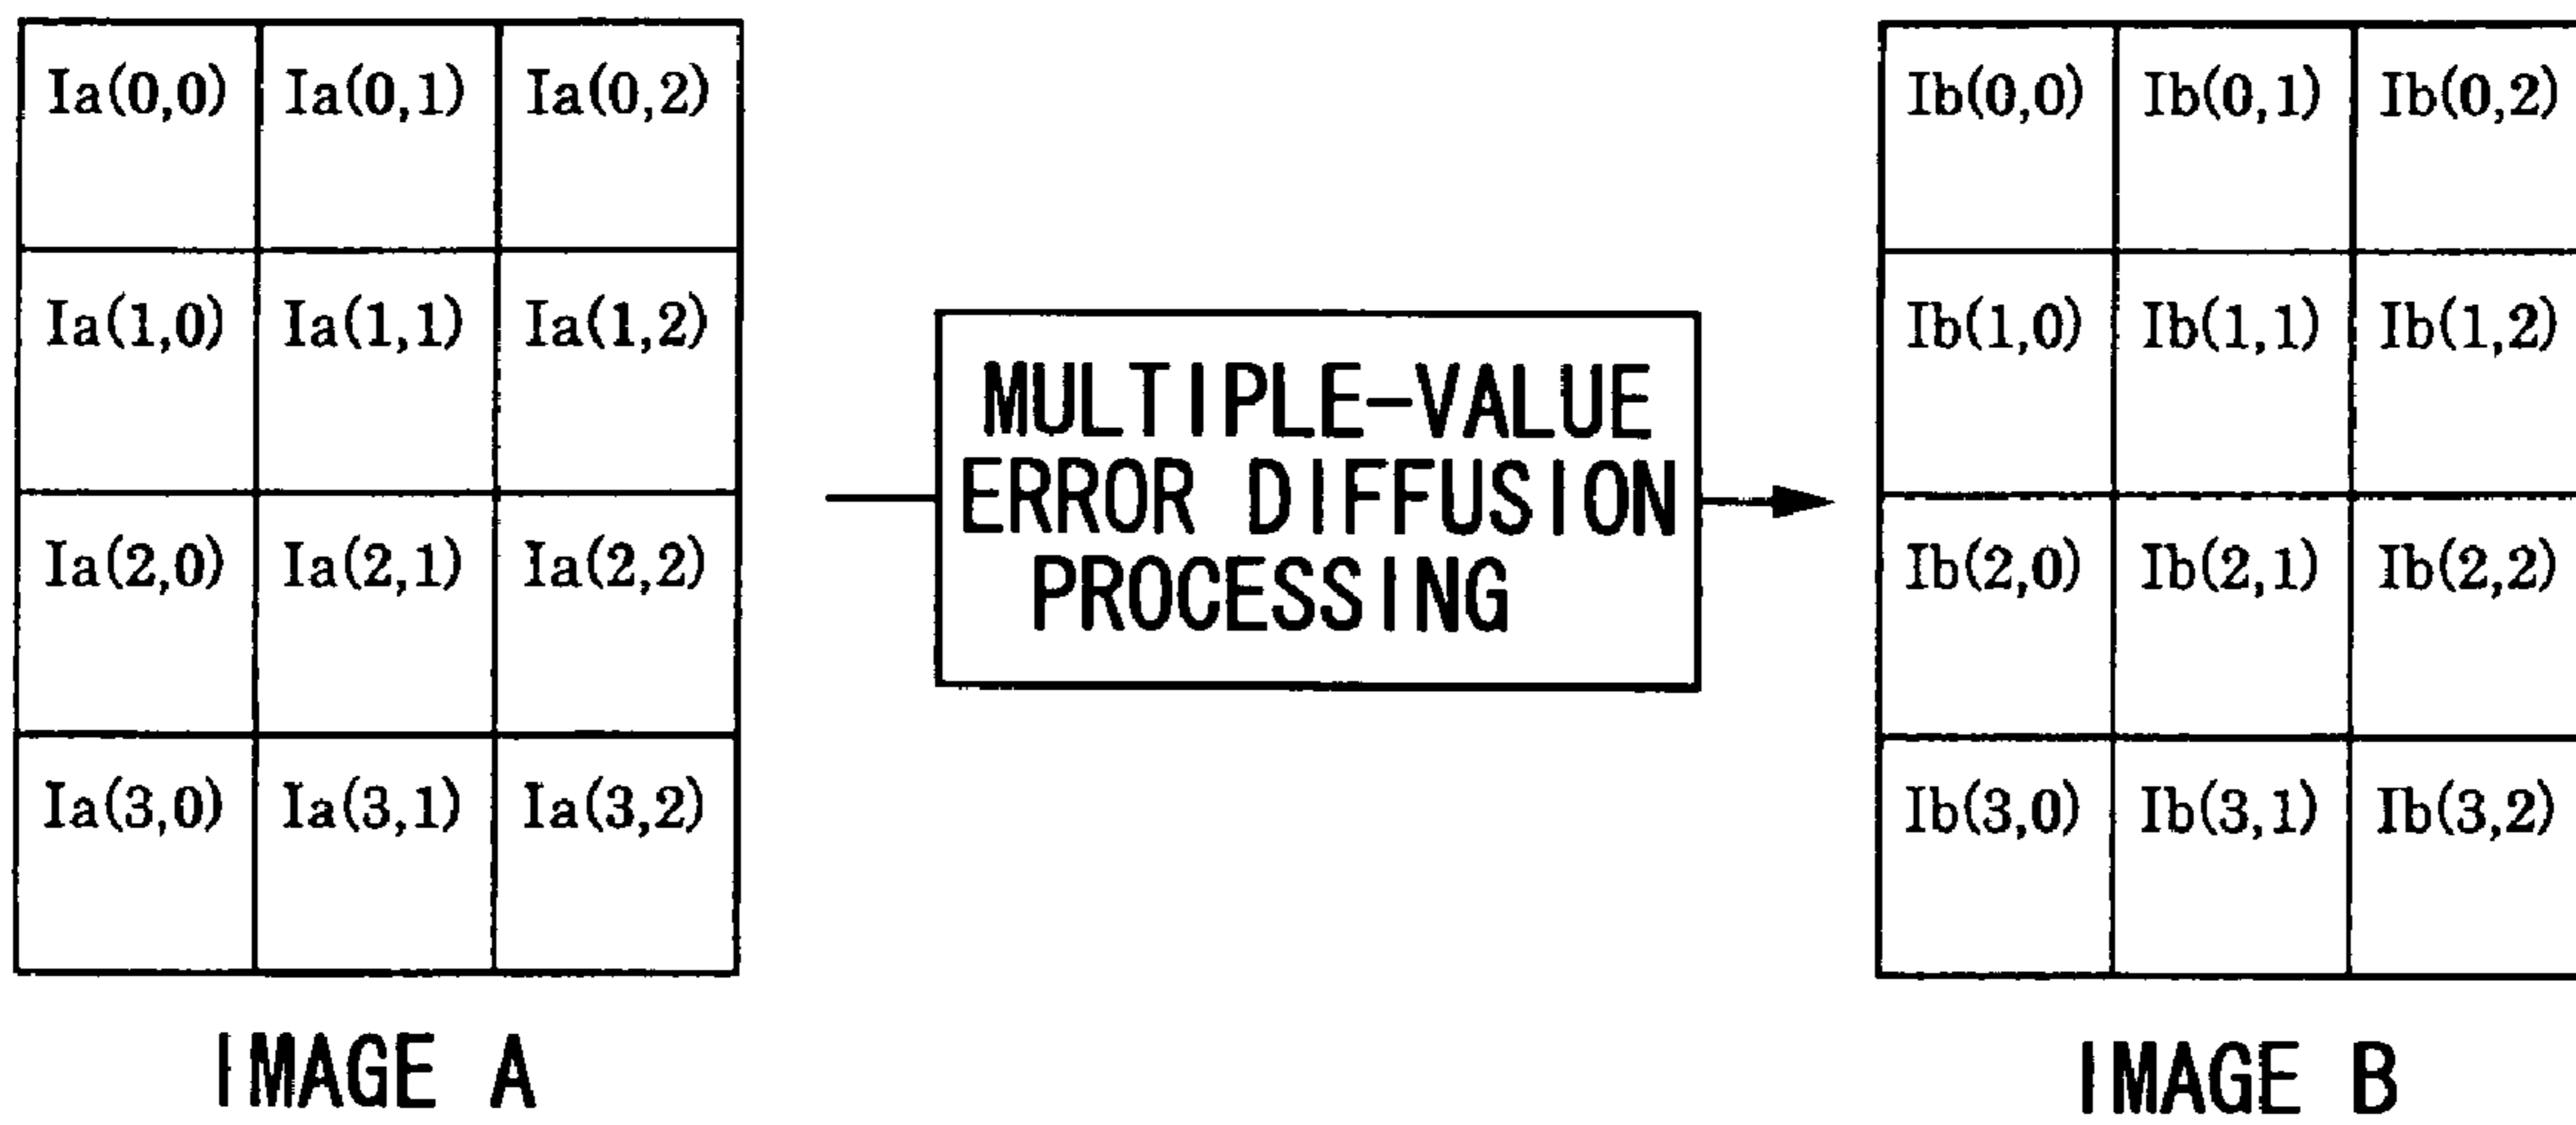 Ia(0,0) Ia(0,1) Ia(0,2)
Ia(1,0) Ia(1,1) Ia(1,2)
Ia(2,0) Ia(2,1) Ia(2,2)
Ia(3,0) Ia(3,1) Ia(3,2)
IMAGE A
MULTIPLE-VALUE
ERROR DIFFUSION
PROCESSING
Ib(0,0) Ib(0,1) Ib(0,2)
Ib(1,0) Ib(1,1) Ib(1,2)
Ib(2,0) Ib(2,1) Ib(2,2)
Ib(3,0) Ib(3,1) Ib(3,2)
IMAGE B